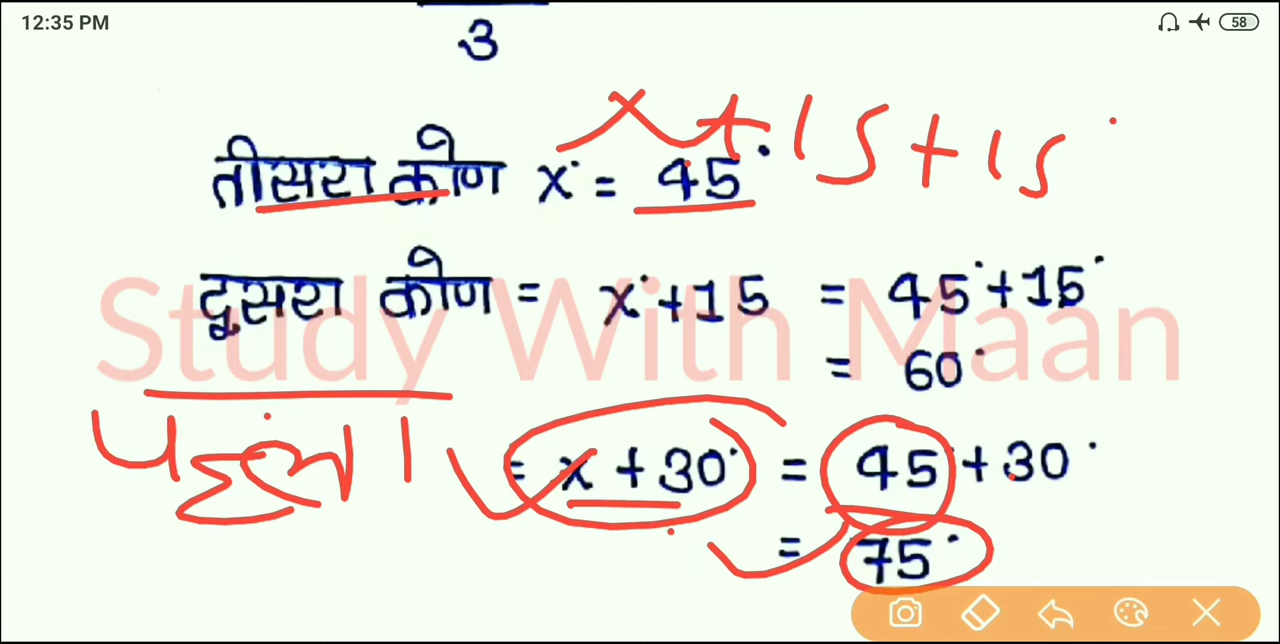 12:35 PM 58
3
x + 15 + 15
तीसरा कोण x° = 45°
दूसरा कोण = x°+15 = 45°+15°
= 60°
Study With Maan
पहला = x + 30° = 45°+30°
= 75°